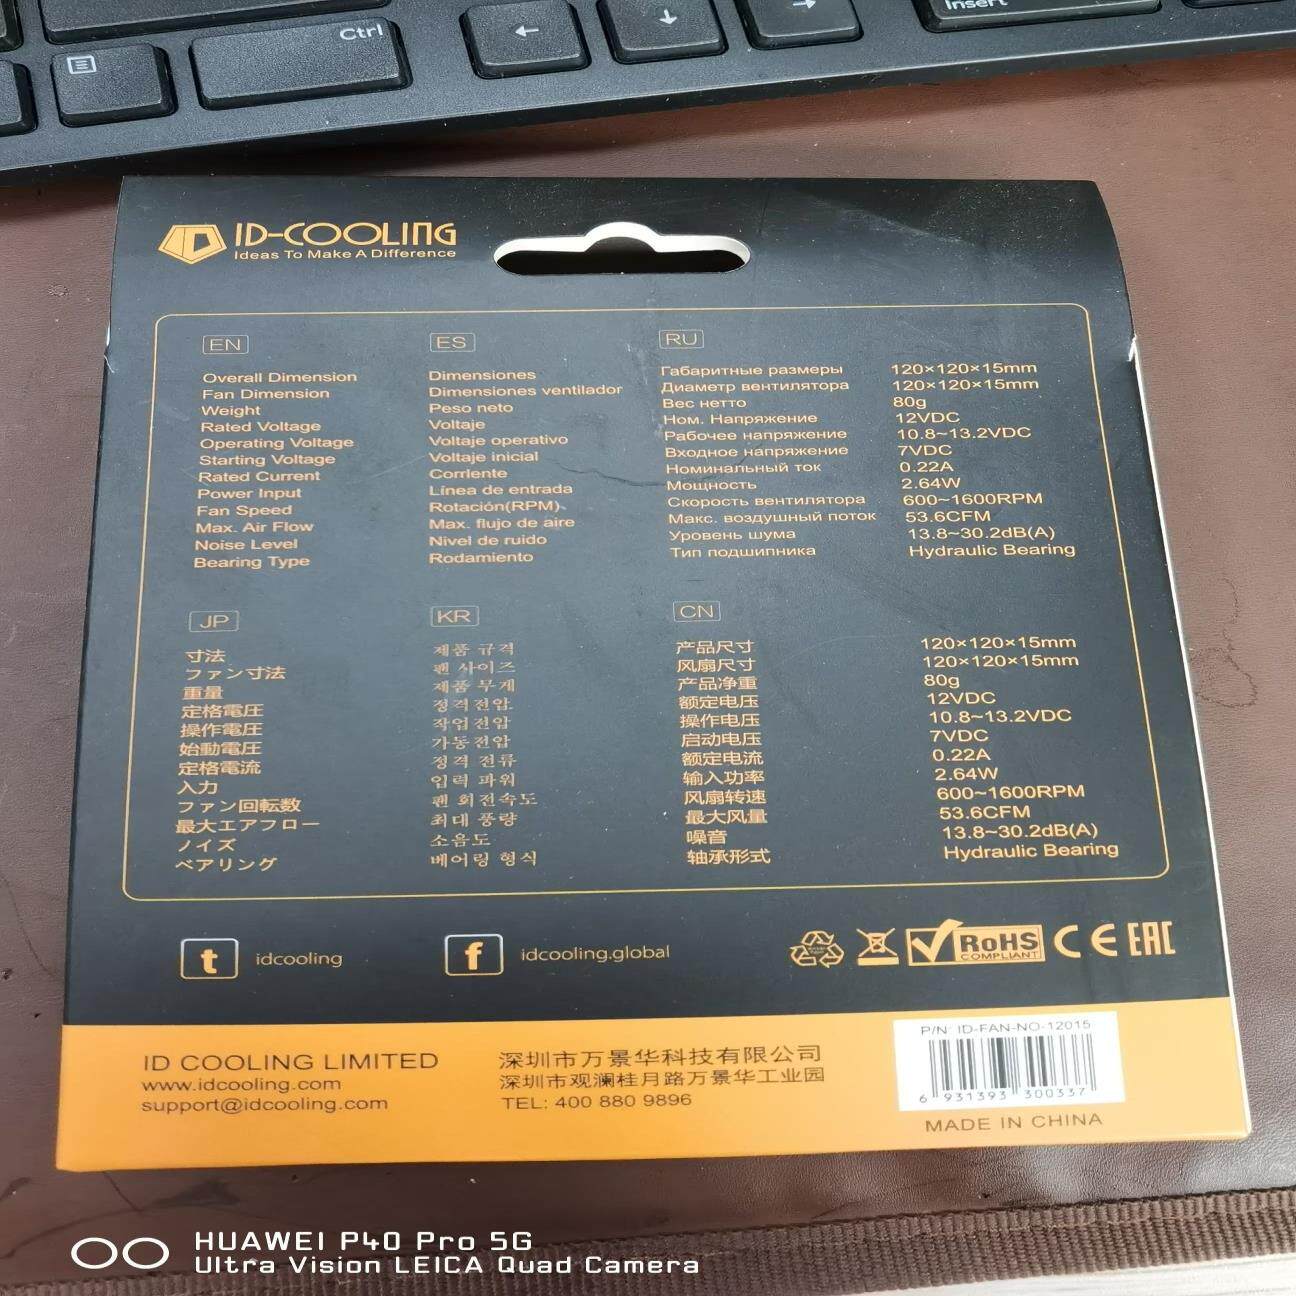 Ctrl
Insert
ID-COOLING
Ideas To Make A Difference
EN
Overall Dimension
Fan Dimension
Weight
Rated Voltage
Operating Voltage
Starting Voltage
Rated Current
Power Input
Fan Speed
Max. Air Flow
Noise Level
Bearing Type
ES
Dimensiones
Dimensiones ventilador
Peso neto
Voltaje
Voltaje operativo
Voltaje inicial
Corrlente
Línea de entrada
Rotación(RPM)
Max. flujo de aire
Nivel de ruido
Rodamiento
RU
Габаритные размеры 120×120×15mm
Диаметр вентилятора 120×120×15mm
Вес нетто 80g
Ном. Напряжение 12VDC
Рабочее напряжение 10.8~13.2VDC
Входное напряжение 7VDC
Номинальный ток 0.22A
Мощность 2.64W
Скорость вентилятора 600~1600RPM
Макс. воздушный поток 53.6CFM
Уровень шума 13.8~30.2dB(A)
Тип подшипника Hydraulic Bearing
JP
寸法
ファン寸法
重量
定格電圧
操作電圧
始動電圧
定格電流
入力
ファン回転数
最大エアフロー
ノイズ
ベアリング
KR
제품 규격
팬 사이즈
제품 무게
정격 전압
작업 전압
가동 전압
정격 전류
입력 파워
팬 회전속도
최대 풍량
소음도
베어링 형식
CN
产品尺寸 120×120×15mm
风扇尺寸 120×120×15mm
产品净重 80g
额定电压 12VDC
操作电压 10.8~13.2VDC
启动电压 7VDC
额定电流 0.22A
输入功率 2.64W
风扇转速 600~1600RPM
最大风量 53.6CFM
噪音 13.8~30.2dB(A)
轴承形式 Hydraulic Bearing
t idcooling
f idcooling.global
RoHS
COMPLIANT
CE EAC
ID COOLING LIMITED
www.idcooling.com
support@idcooling.com
深圳市万景华科技有限公司
深圳市观澜桂月路万景华工业园
TEL: 400 880 9896
P/N: ID-FAN-NO-12015
6 931393 300337
MADE IN CHINA
HUAWEI P40 Pro 5G
Ultra Vision LEICA Quad Camera